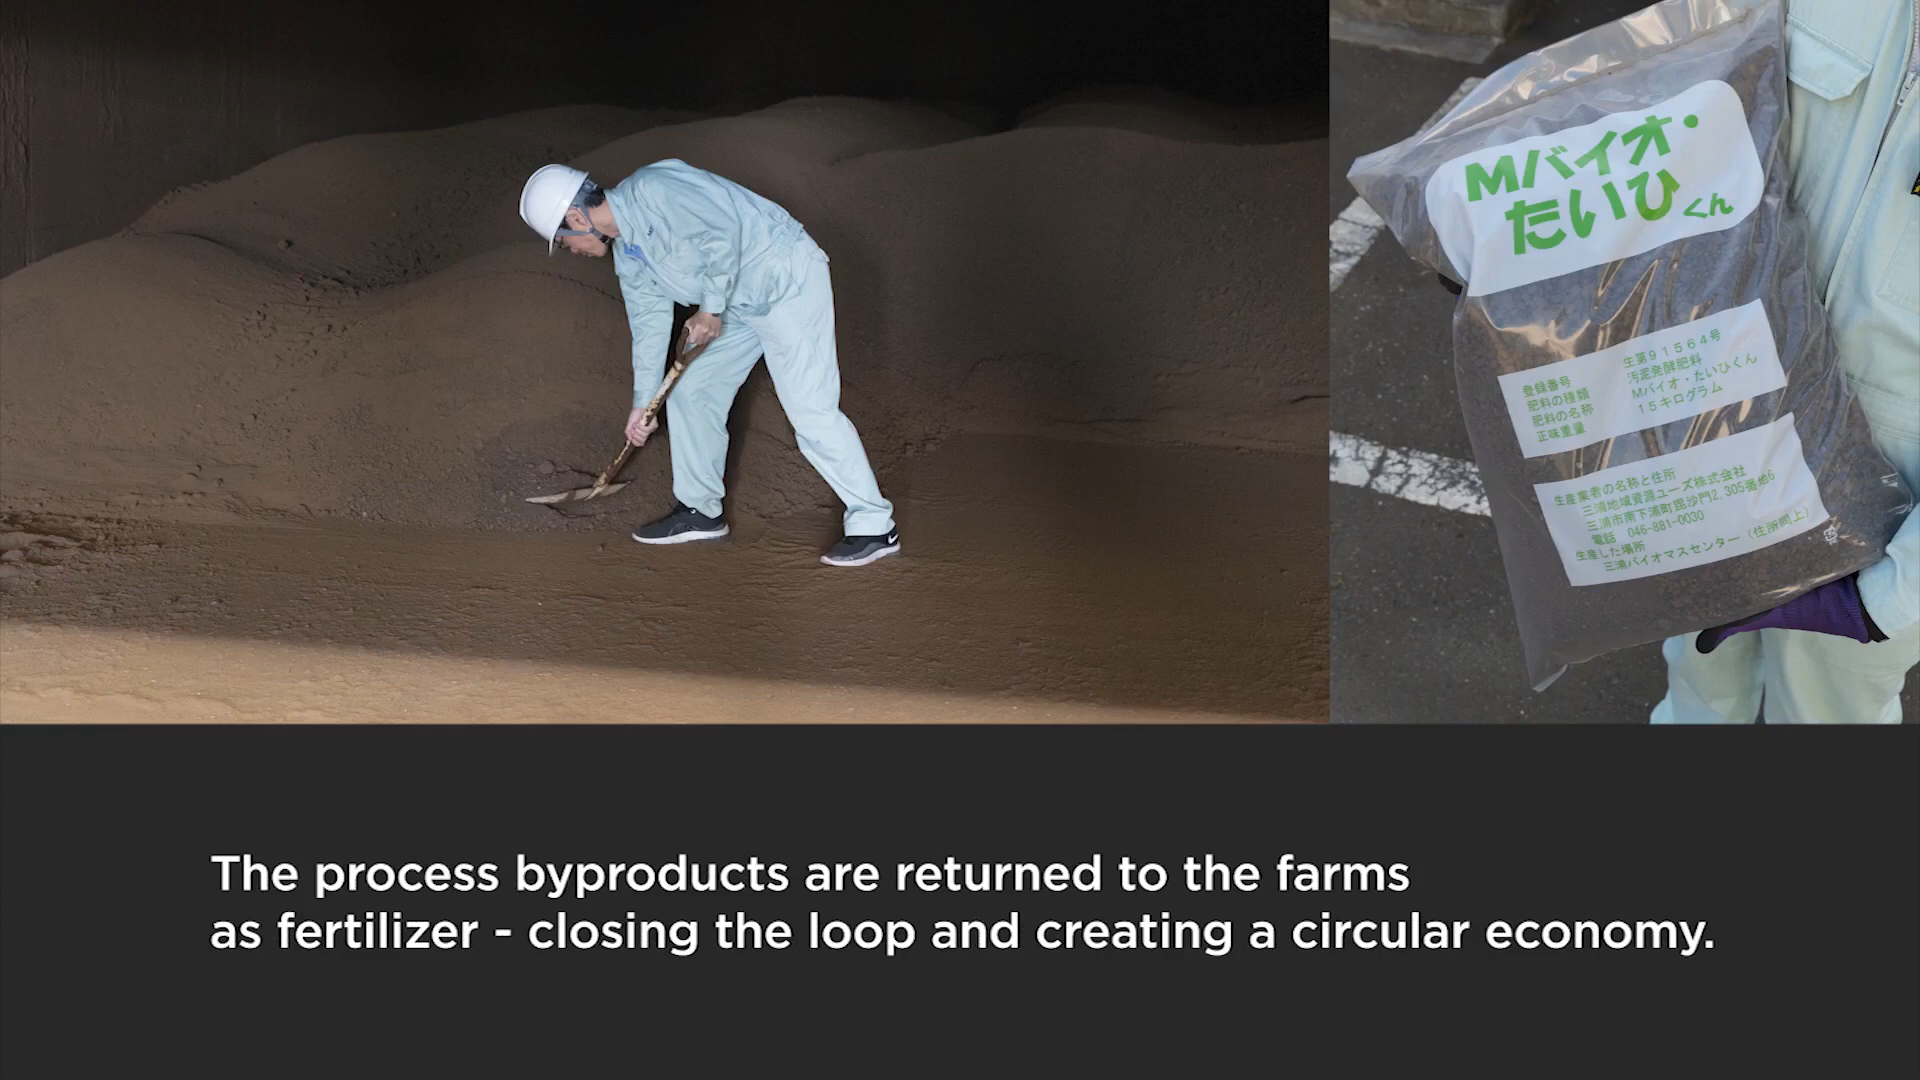 Mバイオ・
たいひくん
登録番号 生第91564号
肥料の種類 汚泥発酵肥料
肥料の名称 Mバイオ・たいひくん
正味重量 15キログラム
生産業者の名称と住所
三浦地域資源ユーズ株式会社
三浦市南下浦町毘沙門2,305番地6
電話 046-881-0030
生産した場所
三浦バイオマスセンター（住所同上）
The process byproducts are returned to the farms
as fertilizer - closing the loop and creating a circular economy.